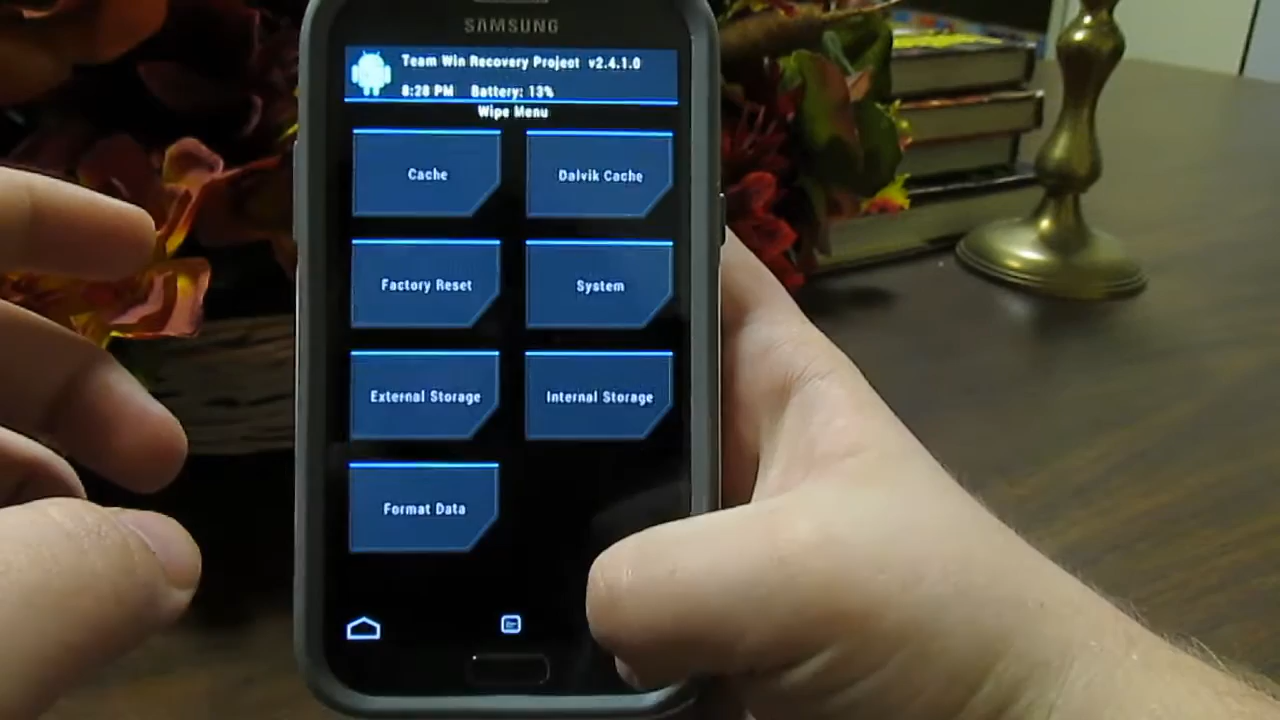 SAMSUNG
Team Win Recovery Project v2.4.1.0
8:28 PM Battery: 13%
Wipe Menu
Cache Dalvik Cache
Factory Reset System
External Storage Internal Storage
Format Data